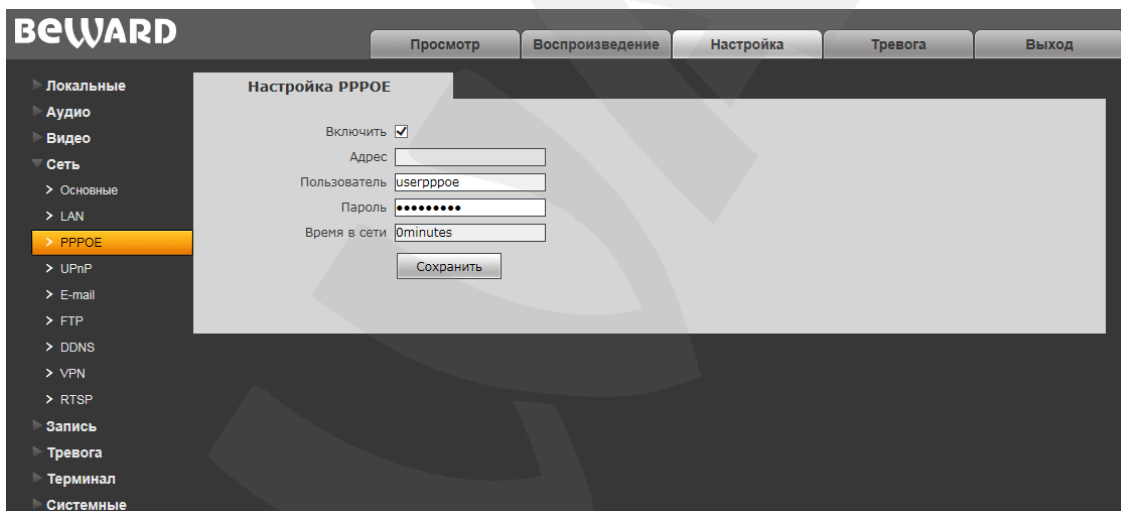 BEWARD
Просмотр Воспроизведение Настройка Тревога Выход
Локальные
Аудио
Видео
Сеть
> Основные
> LAN
> PPPOE
> UPnP
> E-mail
> FTP
> DDNS
> VPN
> RTSP
Запись
Тревога
Терминал
Системные
Настройка PPPOE
Включить
Адрес
Пользователь userpppoe
Пароль •••••••••
Время в сети 0minutes
Сохранить